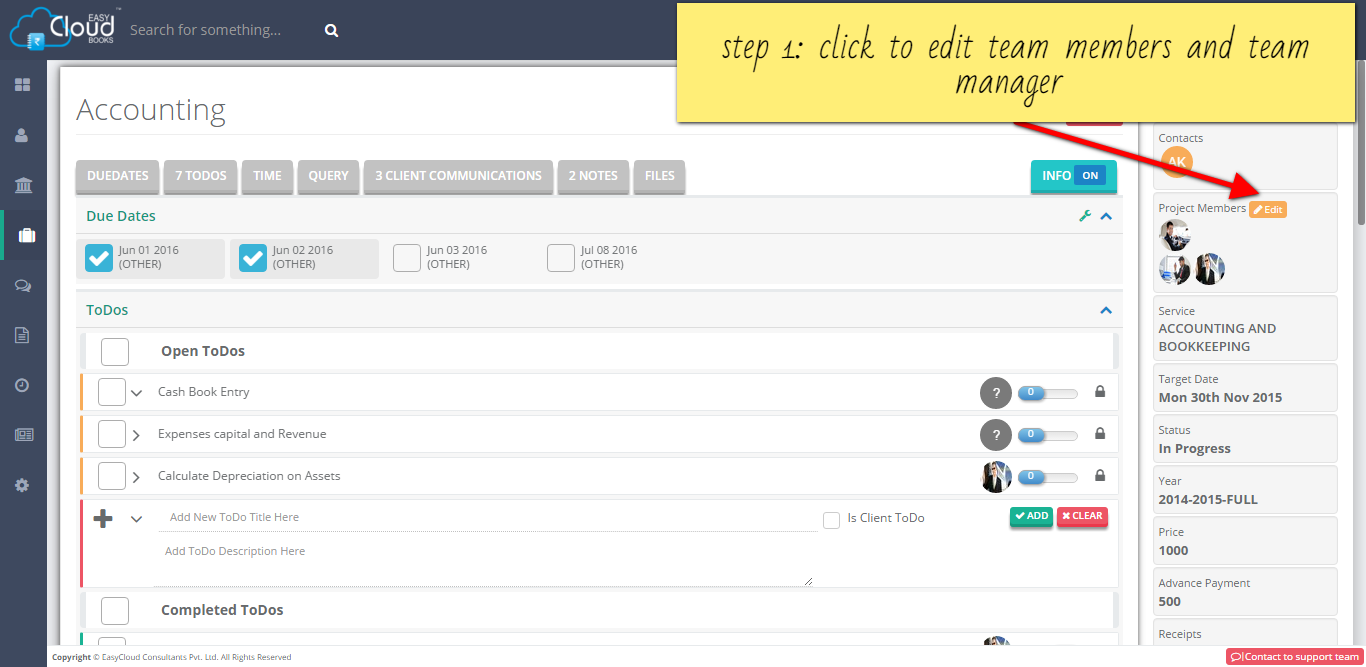 EASY
Cloud
BOOKS
™
Search for something...
step 1: click to edit team members and team
manager
Accounting
DUEDATES
7 TODOS
TIME
QUERY
3 CLIENT COMMUNICATIONS
2 NOTES
FILES
INFO ON
Due Dates
Jun 01 2016
(OTHER)
Jun 02 2016
(OTHER)
Jun 03 2016
(OTHER)
Jul 08 2016
(OTHER)
ToDos
Open ToDos
Cash Book Entry
?
0
Expenses capital and Revenue
?
0
Calculate Depreciation on Assets
0
Add New ToDo Title Here
Is Client ToDo
ADD
CLEAR
Add ToDo Description Here
Completed ToDos
Contacts
AK
Project Members Edit
Service
ACCOUNTING AND
BOOKKEEPING
Target Date
Mon 30th Nov 2015
Status
In Progress
Year
2014-2015-FULL
Price
1000
Advance Payment
500
Receipts
Copyright © EasyCloud Consultants Pvt. Ltd. All Rights Reserved
|Contact to support team